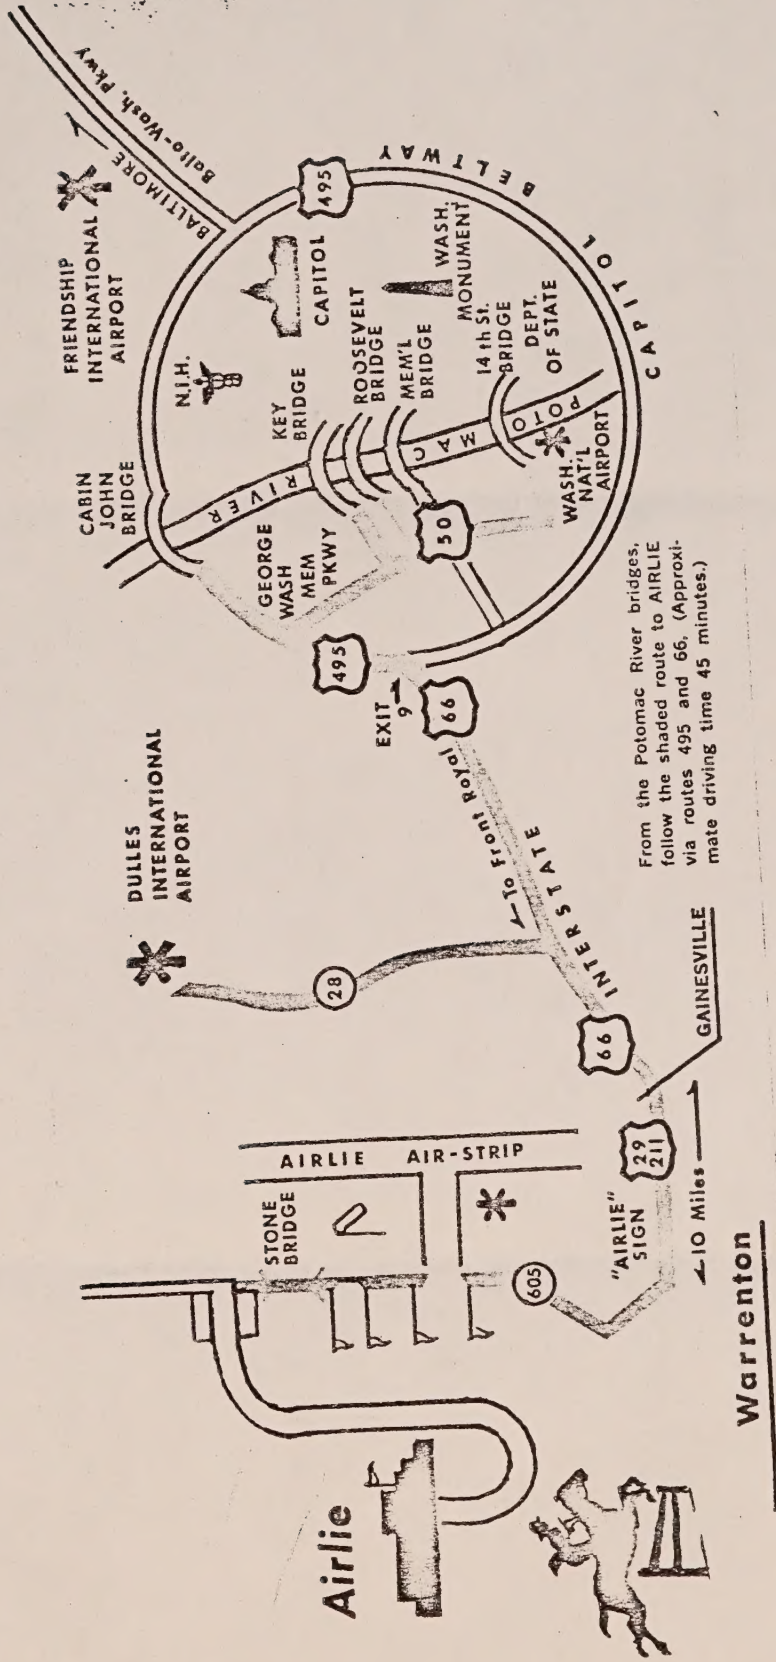 BALTIMORE
Balto-Wash. Pkwy
FRIENDSHIP
INTERNATIONAL
AIRPORT
495
BELTWAY
CAPITOL
N.I.H.
CAPITOL
WASH.
MONUMENT
CABIN
JOHN
BRIDGE
KEY
BRIDGE
ROOSEVELT
BRIDGE
MEM'L
BRIDGE
14 th St.
BRIDGE
DEPT.
OF STATE
POTOMAC RIVER
GEORGE
WASH
MEM
PKWY
50
WASH.
NAT'L
AIRPORT
495
EXIT
9
66
DULLES
INTERNATIONAL
AIRPORT
To Front Royal
INTERSTATE
28
66
From the Potomac River bridges,
follow the shaded route to AIRLIE
via routes 495 and 66. (Approxi-
mate driving time 45 minutes.)
GAINESVILLE
AIRLIE AIR-STRIP
STONE
BRIDGE
29
211
"AIRLIE"
SIGN
10 Miles
605
Airlie
Warrenton